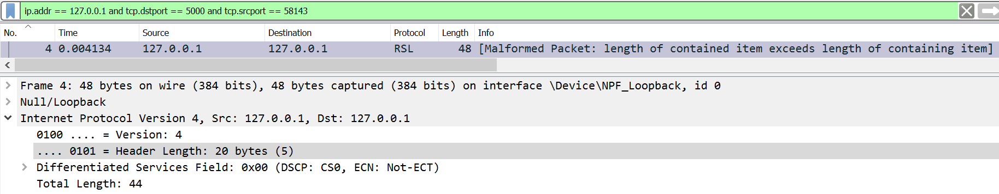 ip.addr == 127.0.0.1 and tcp.dstport == 5000 and tcp.srcport == 58143
No. Time Source Destination Protocol Length Info
4 0.004134 127.0.0.1 127.0.0.1 RSL 48 [Malformed Packet: length of contained item exceeds length of containing item]
Frame 4: 48 bytes on wire (384 bits), 48 bytes captured (384 bits) on interface \Device\NPF_Loopback, id 0
Null/Loopback
Internet Protocol Version 4, Src: 127.0.0.1, Dst: 127.0.0.1
0100 .... = Version: 4
.... 0101 = Header Length: 20 bytes (5)
Differentiated Services Field: 0x00 (DSCP: CS0, ECN: Not-ECT)
Total Length: 44